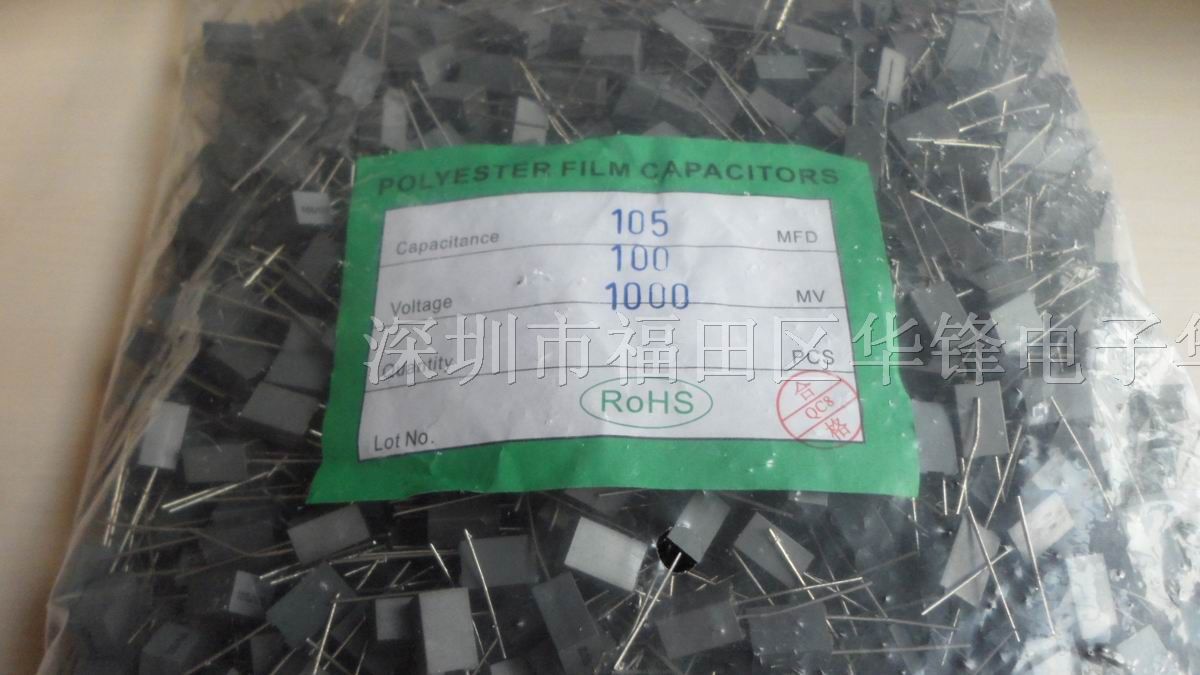 POLYESTER FILM CAPACITORS
Capacitance 105 MFD
100
Voltage 1000 MV
深圳市福田区华锋电子
Quantity PCS
RoHS
合
QC8
格
Lot No.